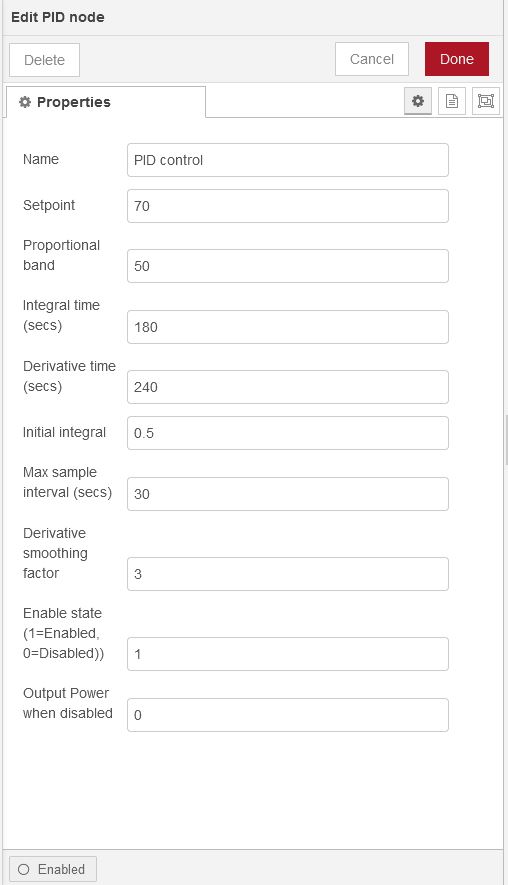 Edit PID node
Delete
Cancel
Done
Properties
Name
PID control
Setpoint
70
Proportional
band
50
Integral time
(secs)
180
Derivative time
(secs)
240
Initial integral
0.5
Max sample
interval (secs)
30
Derivative
smoothing
factor
3
Enable state
(1=Enabled,
0=Disabled))
1
Output Power
when disabled
0
Enabled